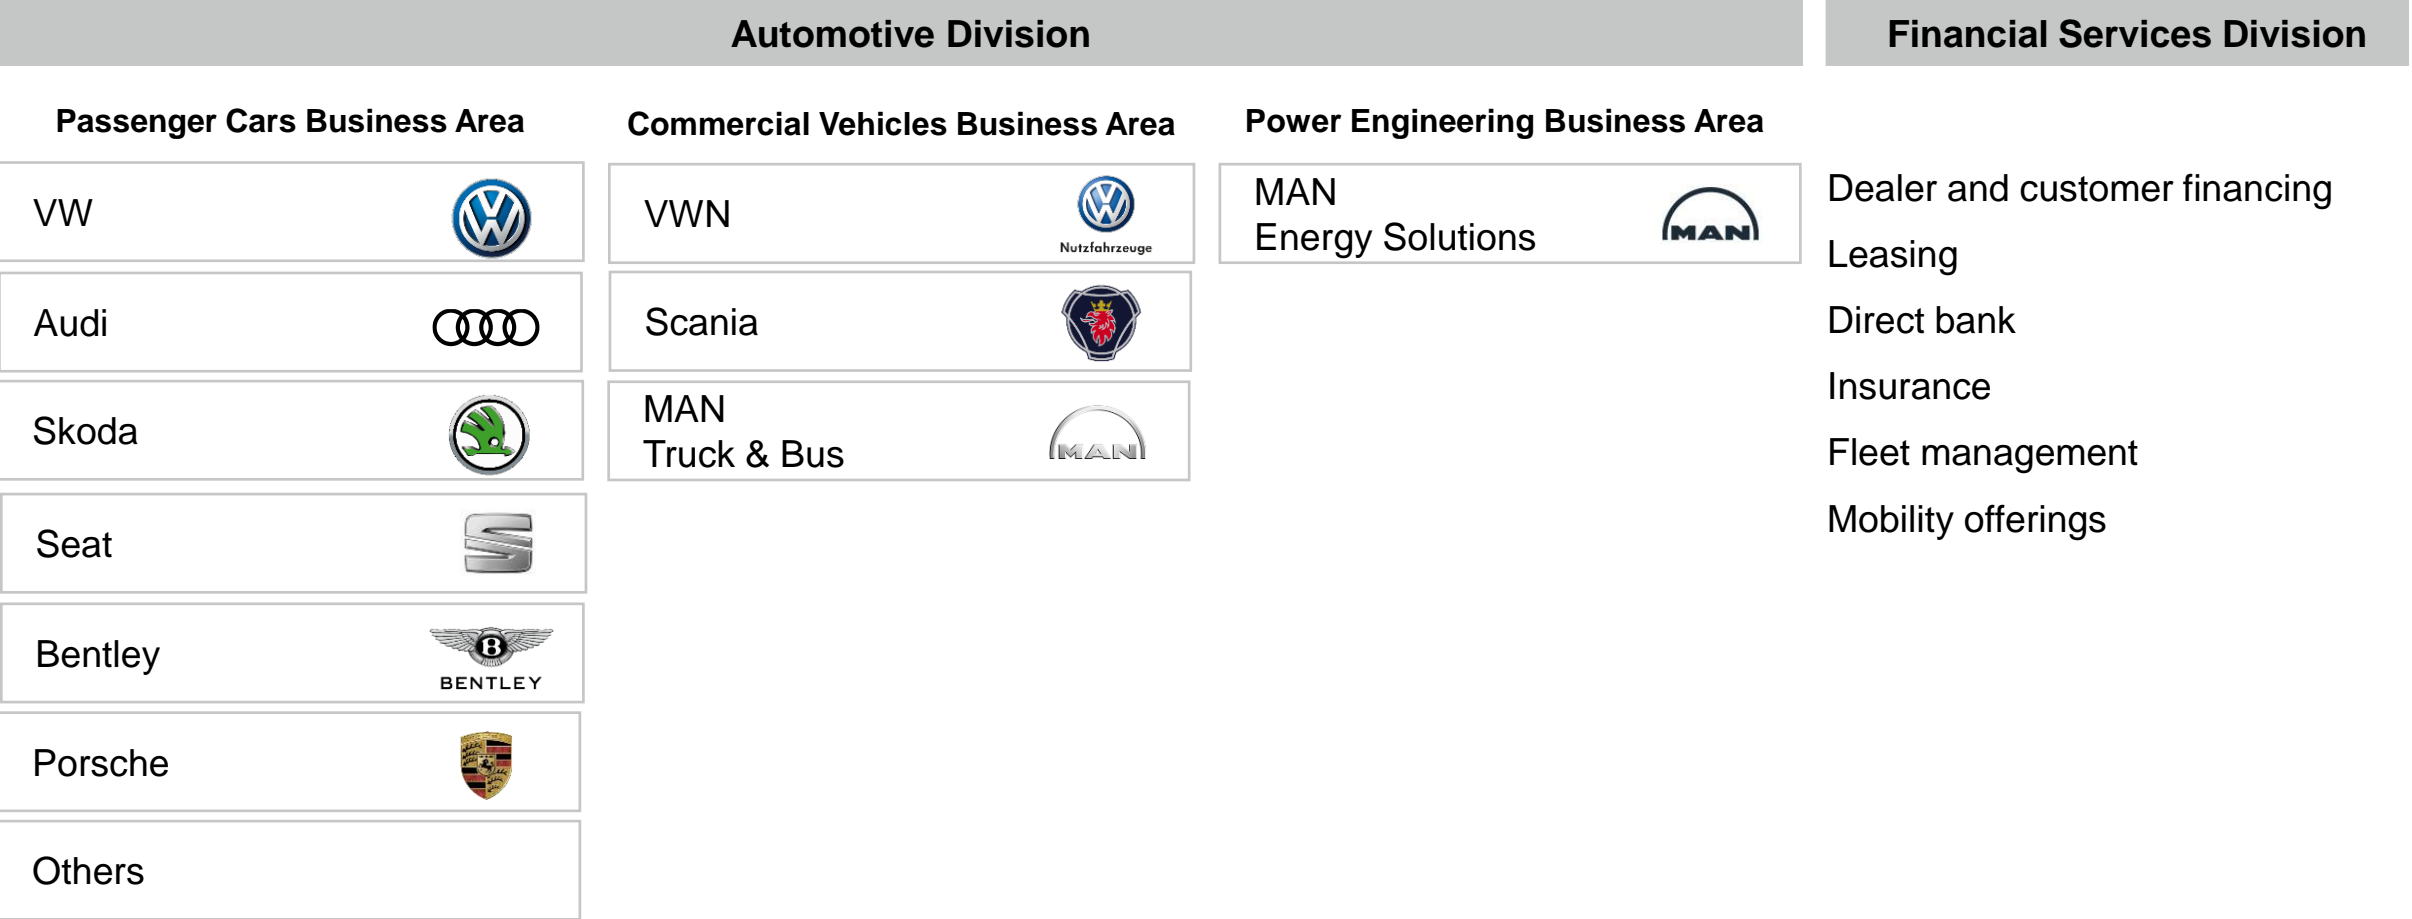 Automotive Division
Financial Services Division
Passenger Cars Business Area
Commercial Vehicles Business Area
Power Engineering Business Area
VW
Audi
Skoda
Seat
Bentley
BENTLEY
Porsche
Others
VWN
Nutzfahrzeuge
Scania
MAN
Truck & Bus
MAN
MAN
Energy Solutions
MAN
Dealer and customer financing
Leasing
Direct bank
Insurance
Fleet management
Mobility offerings